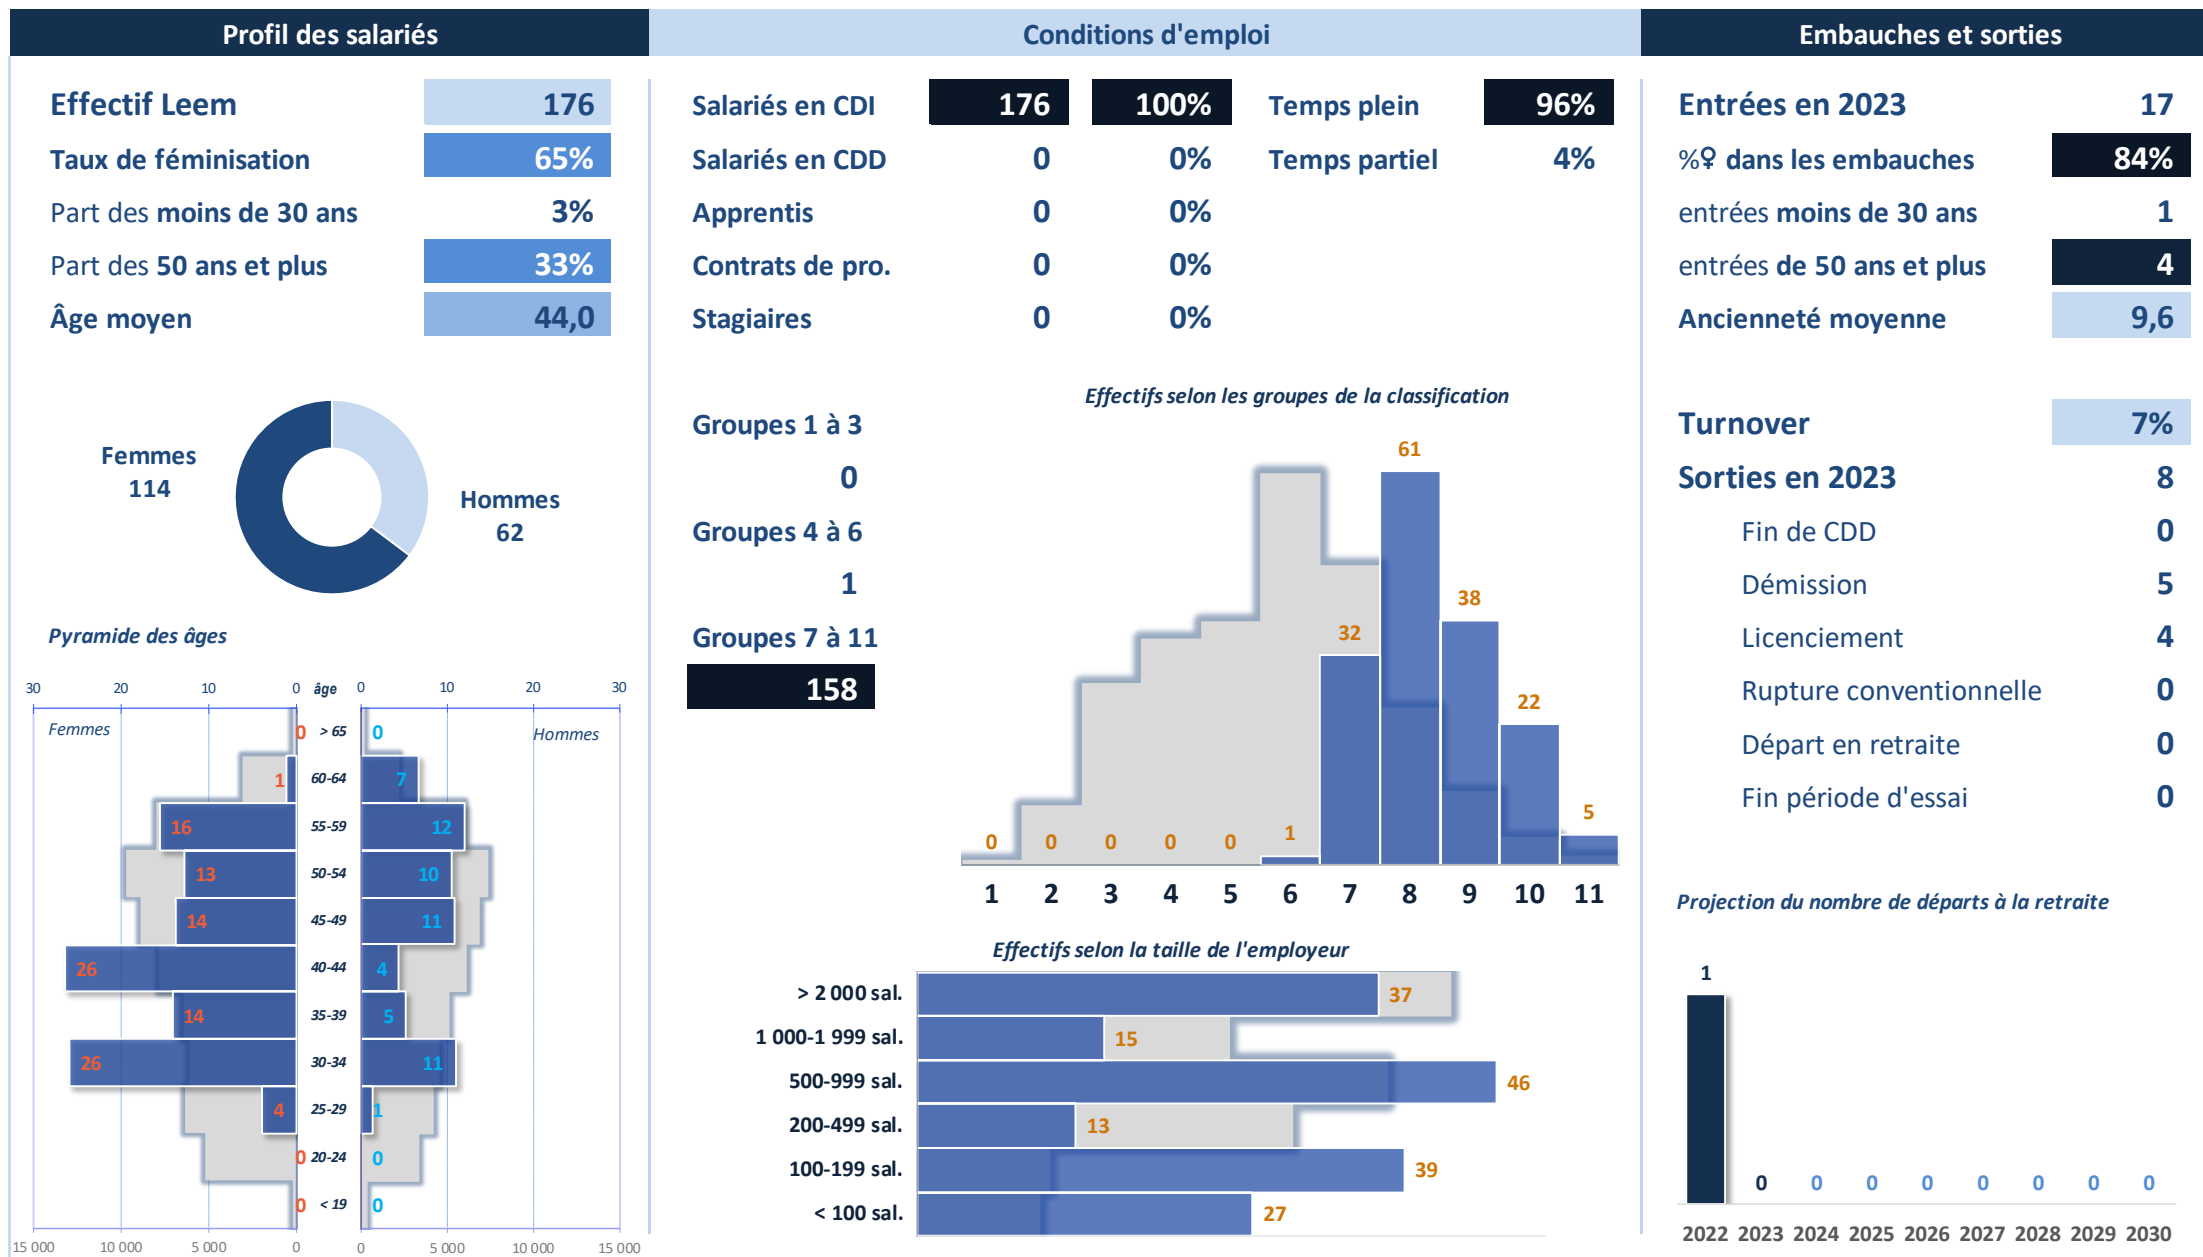 Profil des salariés
Effectif Leem 176
Taux de féminisation 65%
Part des moins de 30 ans 3%
Part des 50 ans et plus 33%
Âge moyen 44,0
Femmes
114
Hommes
62
Pyramide des âges
30 20 10 0 âge 0 10 20 30
Femmes
Hommes
0 > 65 0
1 60-64 7
16 55-59 12
13 50-54 10
14 45-49 11
26 40-44 4
14 35-39 5
26 30-34 11
4 25-29 1
0 20-24 0
0 < 19 0
15 000 10 000 5 000 0 0 5 000 10 000 15 000
Conditions d'emploi
Salariés en CDI 176 100% Temps plein 96%
Salariés en CDD 0 0% Temps partiel 4%
Apprentis 0 0%
Contrats de pro. 0 0%
Stagiaires 0 0%
Groupes 1 à 3
0
Groupes 4 à 6
1
Groupes 7 à 11
158
Effectifs selon les groupes de la classification
0 0 0 0 0 1 32 61 38 22 5
1 2 3 4 5 6 7 8 9 10 11
Effectifs selon la taille de l'employeur
> 2 000 sal. 37
1 000-1 999 sal. 15
500-999 sal. 46
200-499 sal. 13
100-199 sal. 39
< 100 sal. 27
Embauches et sorties
Entrées en 2023 17
%♀ dans les embauches 84%
entrées moins de 30 ans 1
entrées de 50 ans et plus 4
Ancienneté moyenne 9,6
Turnover 7%
Sorties en 2023 8
Fin de CDD 0
Démission 5
Licenciement 4
Rupture conventionnelle 0
Départ en retraite 0
Fin période d'essai 0
Projection du nombre de départs à la retraite
1 0 0 0 0 0 0 0 0
2022 2023 2024 2025 2026 2027 2028 2029 2030